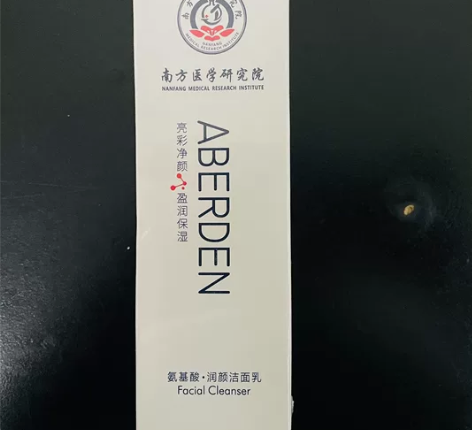 南方医学研究院
NANFANG MEDICAL RESEARCH INSTITUTE
ABERDEN
亮彩净颜 盈润保湿
氨基酸·润颜洁面乳
Facial Cleanser